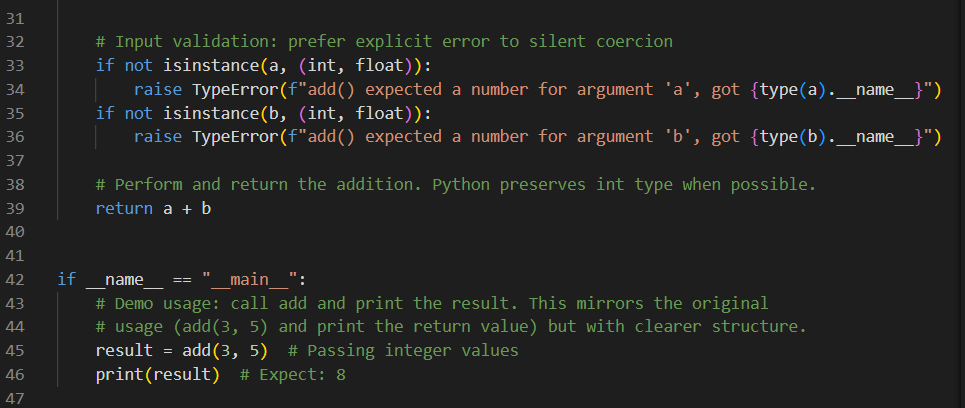 31
32 # Input validation: prefer explicit error to silent coercion
33 if not isinstance(a, (int, float)):
34 raise TypeError(f"add() expected a number for argument 'a', got {type(a).__name__}")
35 if not isinstance(b, (int, float)):
36 raise TypeError(f"add() expected a number for argument 'b', got {type(b).__name__}")
37
38 # Perform and return the addition. Python preserves int type when possible.
39 return a + b
40
41
42 if __name__ == "__main__":
43 # Demo usage: call add and print the result. This mirrors the original
44 # usage (add(3, 5) and print the return value) but with clearer structure.
45 result = add(3, 5)  # Passing integer values
46 print(result)  # Expect: 8
47